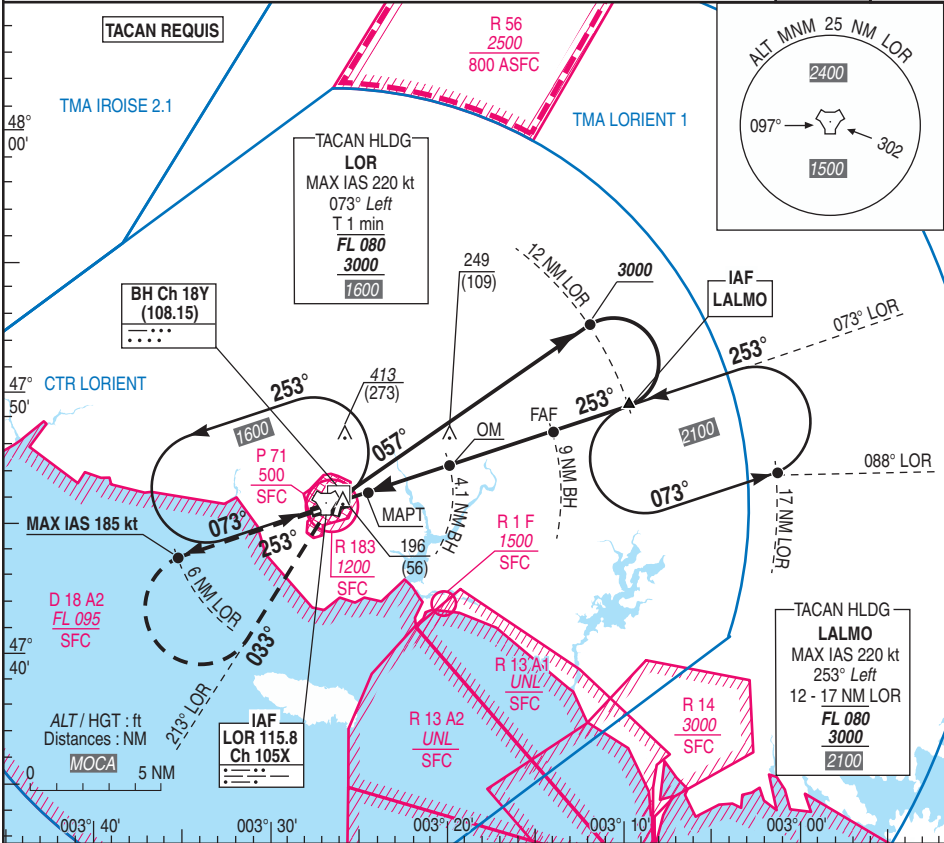 TACAN REQUIS
R 56
2500
800 ASFC
ALT MNM 25 NM LOR
2400
097°
302
1500
TMA IROISE 2.1
TMA LORIENT 1
48°
00'
TACAN HLDG
LOR
MAX IAS 220 kt
073° Left
T 1 min
FL 080
3000
1600
BH Ch 18Y
(108.15)
249
(109)
12 NM LOR
3000
IAF
LALMO
073° LOR
47°
50'
CTR LORIENT
253°
413
(273)
1600
057°
253°
253°
FAF
OM
2100
P 71
500
SFC
9 NM BH
088° LOR
073°
MAPT
4.1 NM BH
17 NM LOR
MAX IAS 185 kt
073°
253°
R 183
1200
SFC
196
(56)
R 1 F
1500
SFC
6 NM LOR
D 18 A2
FL 095
SFC
033°
213° LOR
47°
40'
R 13 A1
UNL
SFC
R 13 A2
UNL
SFC
R 14
3000
SFC
TACAN HLDG
LALMO
MAX IAS 220 kt
253° Left
12 - 17 NM LOR
FL 080
3000
2100
ALT / HGT : ft
Distances : NM
MOCA
0 5 NM
IAF
LOR 115.8
Ch 105X
003° 40'
003° 30'
003° 20'
003° 10'
003° 00'